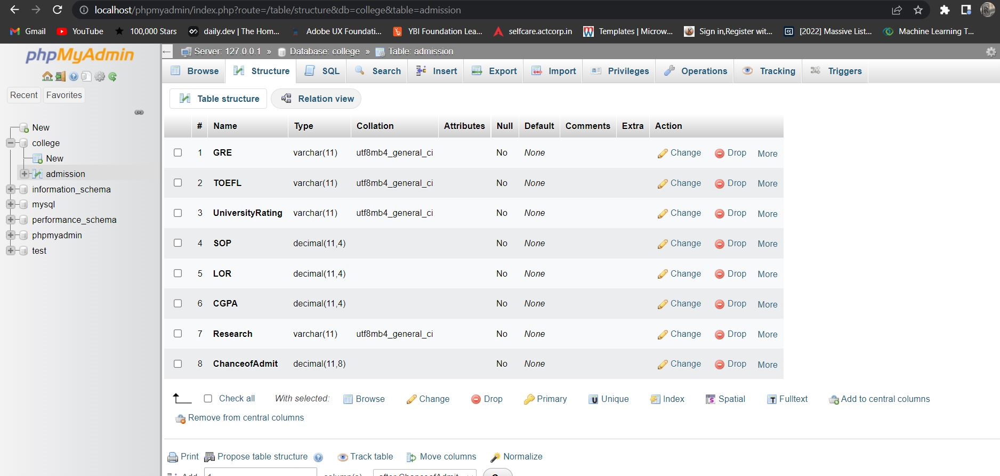 localhost/phpmyadmin/index.php?route=/table/structure&db=college&table=admission
Gmail YouTube 100,000 Stars daily.dev | The Hom... Adobe UX Foundati... YBI Foundation Lea... selfcare.actcorp.in Templates | Microw... Sign in,Register wit... [2022] Massive List... Machine Learning T...
phpMyAdmin
Recent Favorites
New
college
New
admission
information_schema
mysql
performance_schema
phpmyadmin
test
Server: 127.0.0.1 » Database: college » Table: admission
Browse Structure SQL Search Insert Export Import Privileges Operations Tracking Triggers
Table structure Relation view
# Name Type Collation Attributes Null Default Comments Extra Action
1 GRE varchar(11) utf8mb4_general_ci No None Change Drop More
2 TOEFL varchar(11) utf8mb4_general_ci No None Change Drop More
3 UniversityRating varchar(11) utf8mb4_general_ci No None Change Drop More
4 SOP decimal(11,4) No None Change Drop More
5 LOR decimal(11,4) No None Change Drop More
6 CGPA decimal(11,4) No None Change Drop More
7 Research varchar(11) utf8mb4_general_ci No None Change Drop More
8 ChanceofAdmit decimal(11,8) No None Change Drop More
Check all With selected: Browse Change Drop Primary Unique Index Spatial Fulltext Add to central columns
Remove from central columns
Print Propose table structure Track table Move columns Normalize
Add 1 column(s) after ChanceofAdmit